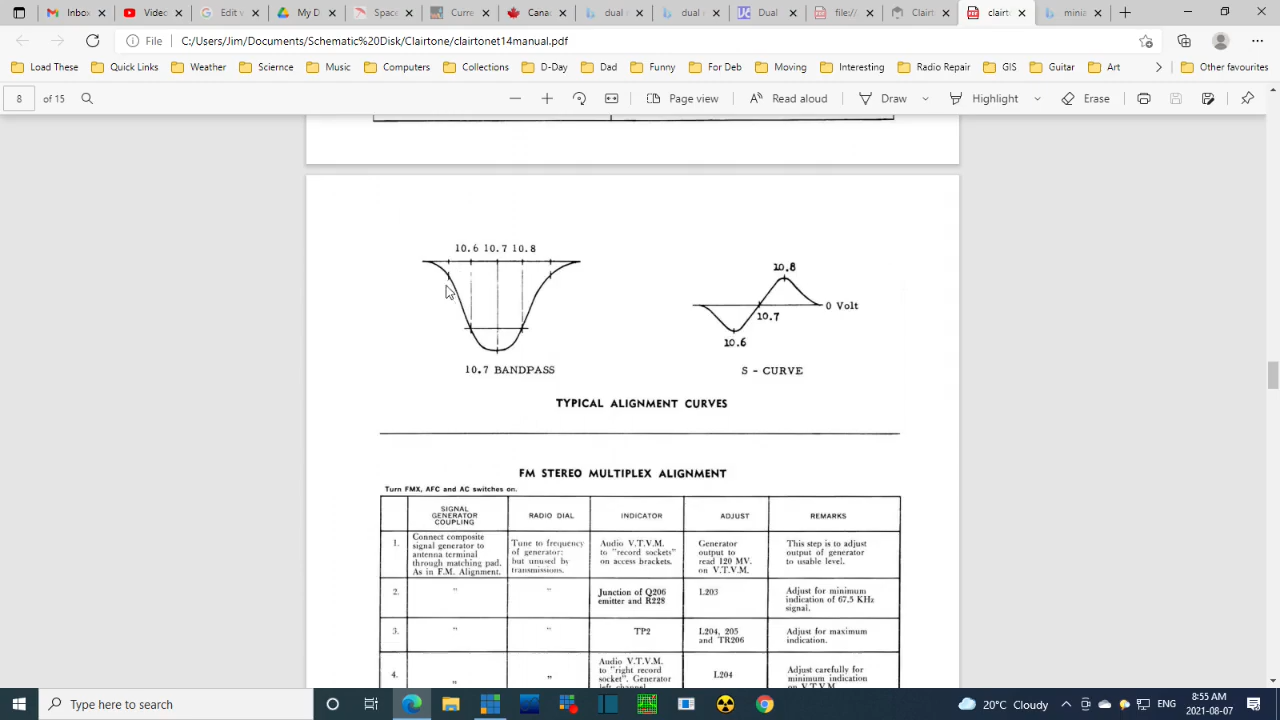 Inbox
Videos
Edit v
My D
Space
Curre
Canac
dual r
dual r
Dual
file://
Clairt
clairt
minia
File C:/Users/Jim/Documents/Schematic%20Disk/Clairtone/clairtonet14manual.pdf
Load These Quick Links Weather Science Music Computers Collections D-Day Dad Funny For Deb Moving Interesting Radio Repair GIS Guitar Art Other favourites
8 of 15 Page view Read aloud Draw Highlight Erase
10.6 10.7 10.8
10.8
0 Volt
10.7
10.6
10.7 BANDPASS
S - CURVE
TYPICAL ALIGNMENT CURVES
FM STEREO MULTIPLEX ALIGNMENT
Turn FMX, AFC and AC switches on.
SIGNAL
GENERATOR
COUPLING
RADIO DIAL
INDICATOR
ADJUST
REMARKS
1.
Connect composite
signal generator to
antenna terminal
through matching pad.
As in F.M. Alignment.
Tune to frequency
of generator:
but unused by
transmissions.
Audio V.T.V.M.
to "record sockets"
on access brackets.
Generator
output to
read 120 MV.
on V.T.V.M.
This step is to adjust
output of generator
to usable level.
2.
"
"
Junction of Q206
emitter and R228
L203
Adjust for minimum
indication of 67.5 KHz
signal.
3.
"
"
TP2
L204, 205
and TR206
Adjust for maximum
indication.
4.
"
"
Audio V.T.V.M.
to "right record
socket". Generator
left channel
L204
Adjust carefully for
minimum indication
on V.T.V.M.
Type here to search
20°C Cloudy
ENG
8:55 AM
2021-08-07